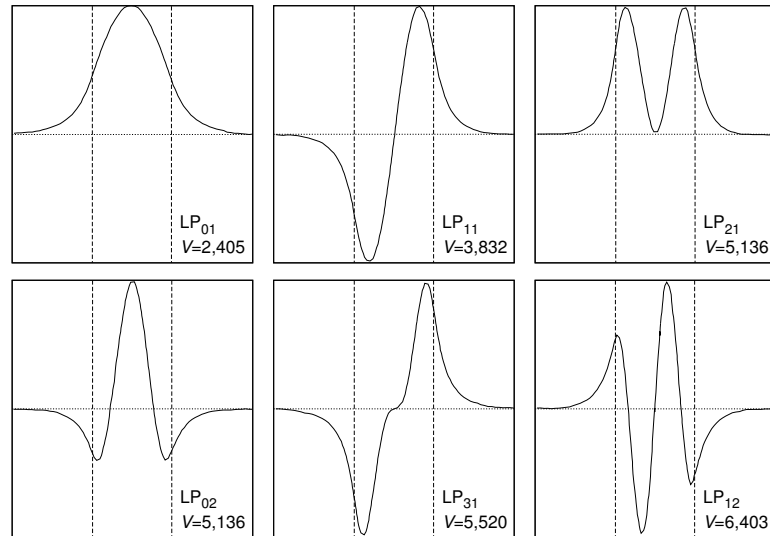 LP01
V=2,405
LP11
V=3,832
LP21
V=5,136
LP02
V=5,136
LP31
V=5,520
LP12
V=6,403